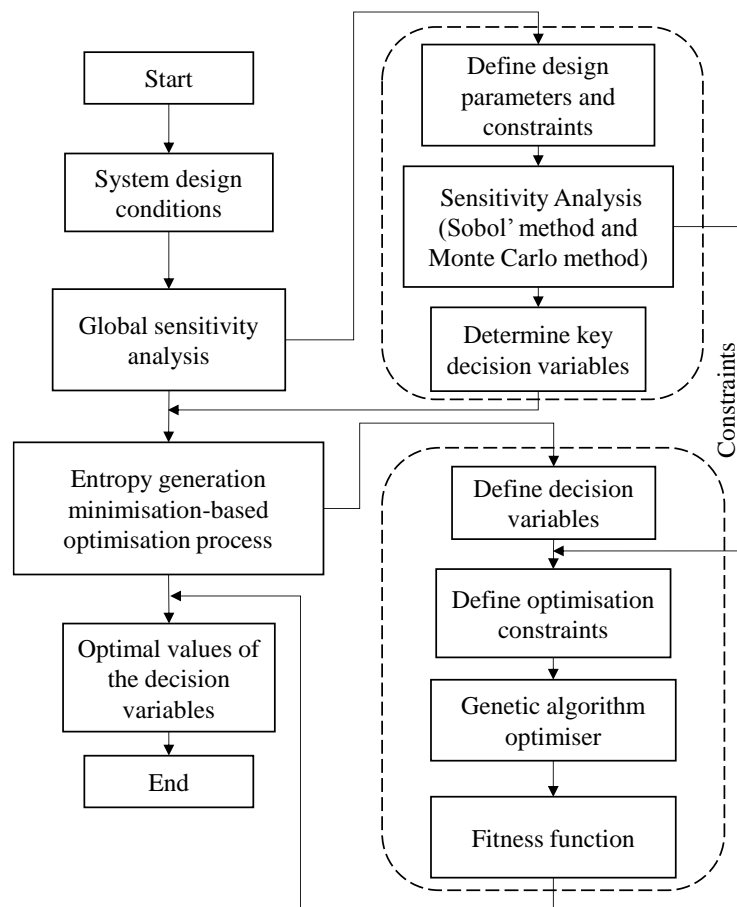 Start
System design
conditions
Global sensitivity
analysis
Entropy generation
minimisation-based
optimisation process
Optimal values of
the decision
variables
End
Define design
parameters and
constraints
Sensitivity Analysis
(Sobol’ method and
Monte Carlo method)
Determine key
decision variables
Constraints
Define decision
variables
Define optimisation
constraints
Genetic algorithm
optimiser
Fitness function